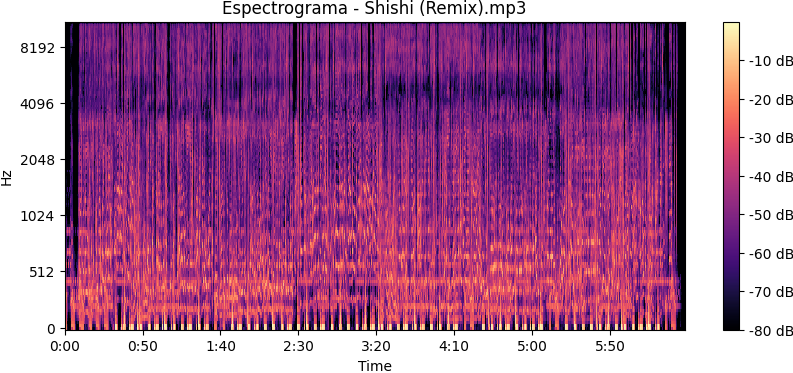 Espectrograma - Shishi (Remix).mp3
8192
4096
2048
1024
512
0
Hz
0:00 0:50 1:40 2:30 3:20 4:10 5:00 5:50
Time
-10 dB
-20 dB
-30 dB
-40 dB
-50 dB
-60 dB
-70 dB
-80 dB